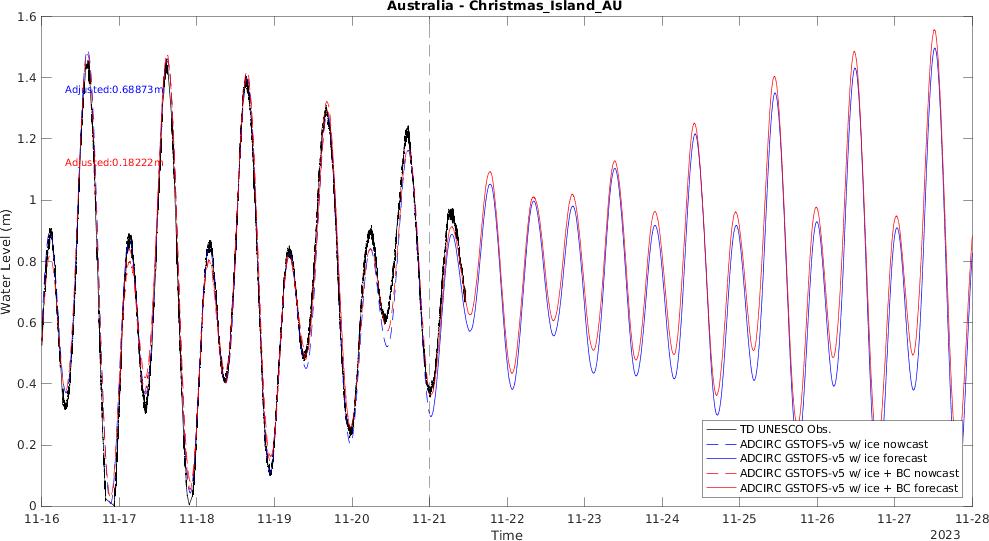 Australia - Christmas_Island_AU
1.6
1.4
1.2
1
0.8
0.6
0.4
0.2
0
Water Level (m)
Adjusted:0.68873m
Adjusted:0.18222m
TD UNESCO Obs.
ADCIRC GSTOFS-v5 w/ ice nowcast
ADCIRC GSTOFS-v5 w/ ice forecast
ADCIRC GSTOFS-v5 w/ ice + BC nowcast
ADCIRC GSTOFS-v5 w/ ice + BC forecast
11-16 11-17 11-18 11-19 11-20 11-21 11-22 11-23 11-24 11-25 11-26 11-27 11-28
Time
2023